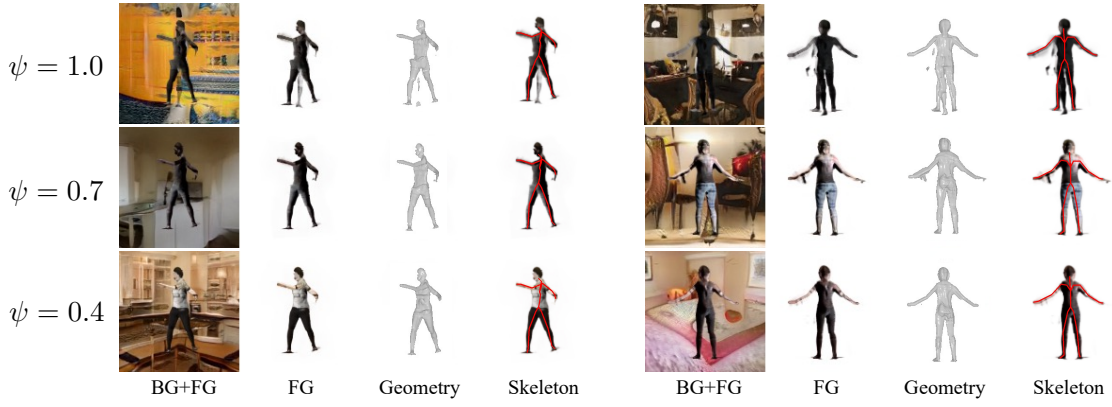 ψ = 1.0
ψ = 0.7
ψ = 0.4
BG+FG FG Geometry Skeleton BG+FG FG Geometry Skeleton